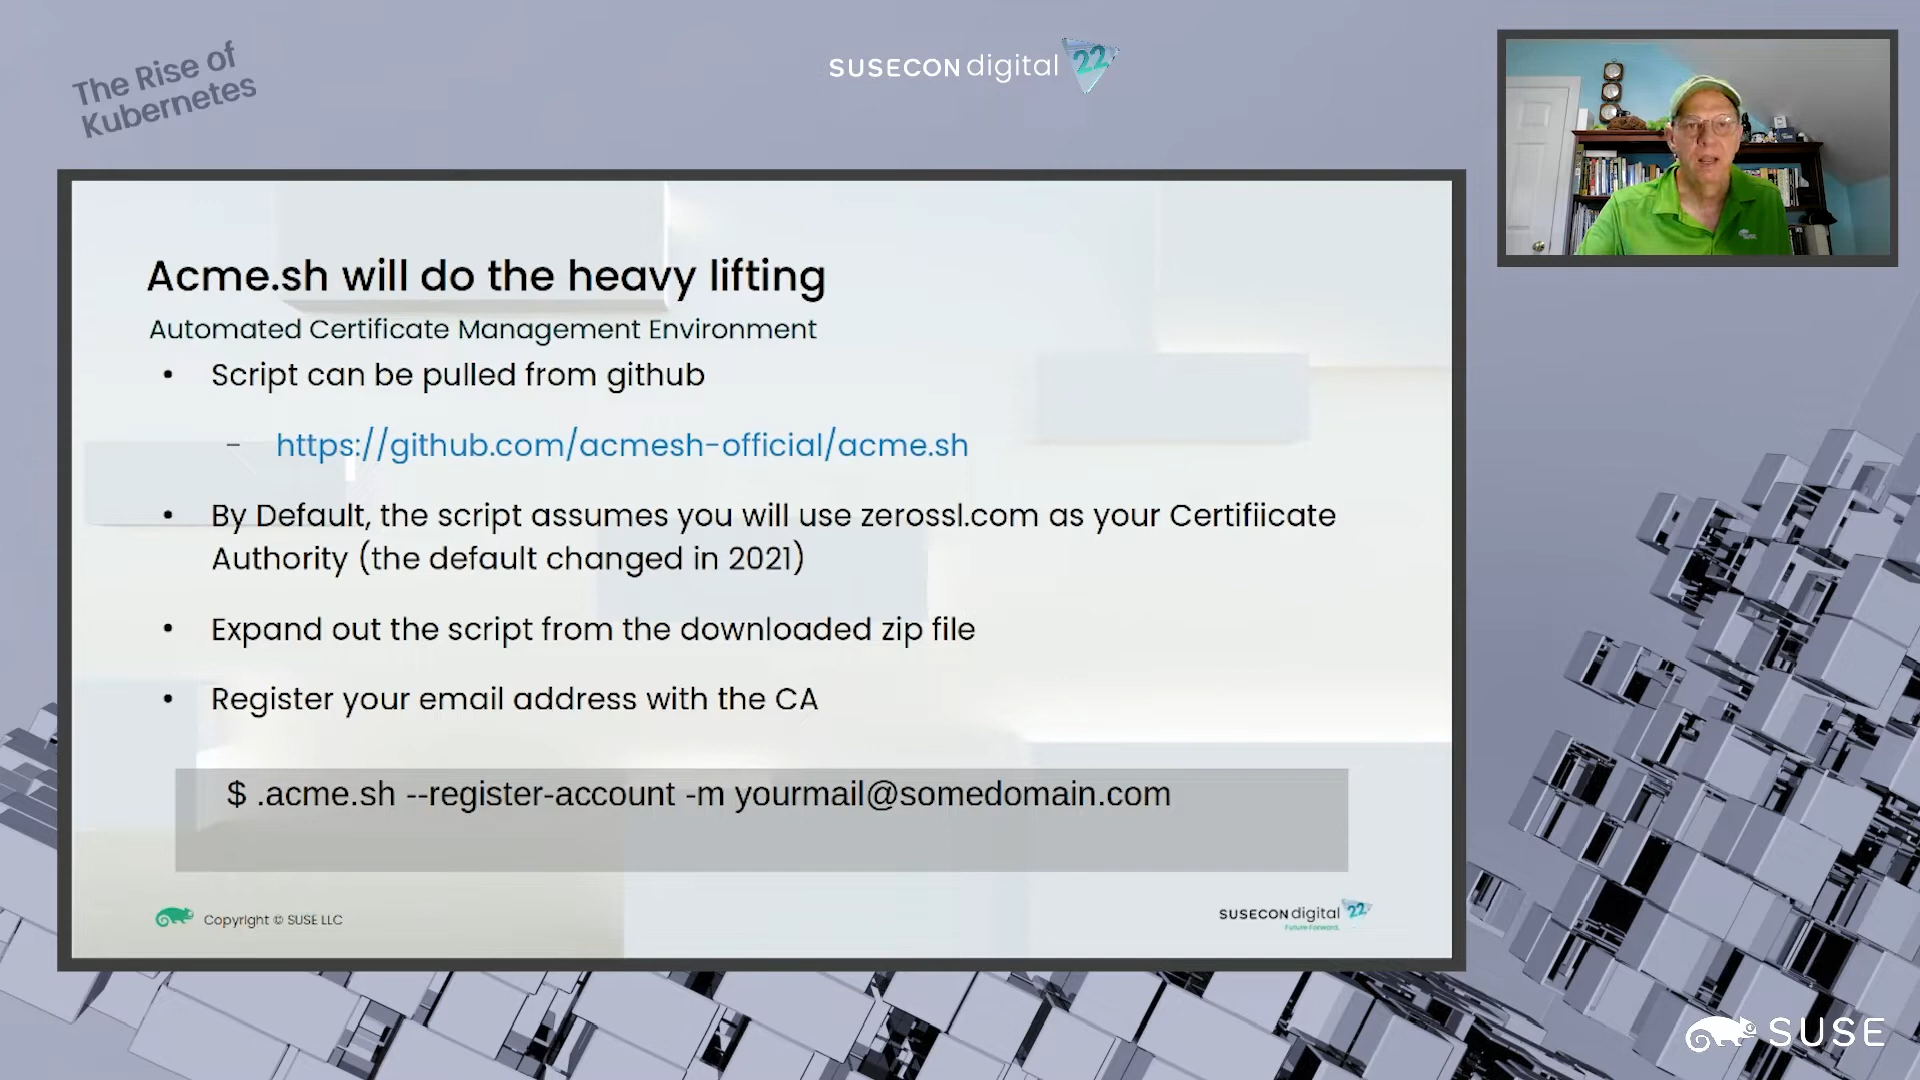 The Rise of
Kubernetes
SUSECON digital 22
Acme.sh will do the heavy lifting
Automated Certificate Management Environment
• Script can be pulled from github
– https://github.com/acmesh-official/acme.sh
• By Default, the script assumes you will use zerossl.com as your Certifiicate
Authority (the default changed in 2021)
• Expand out the script from the downloaded zip file
• Register your email address with the CA
$ .acme.sh --register-account -m yourmail@somedomain.com
Copyright © SUSE LLC
SUSECON digital 22
Future Forward.
SUSE